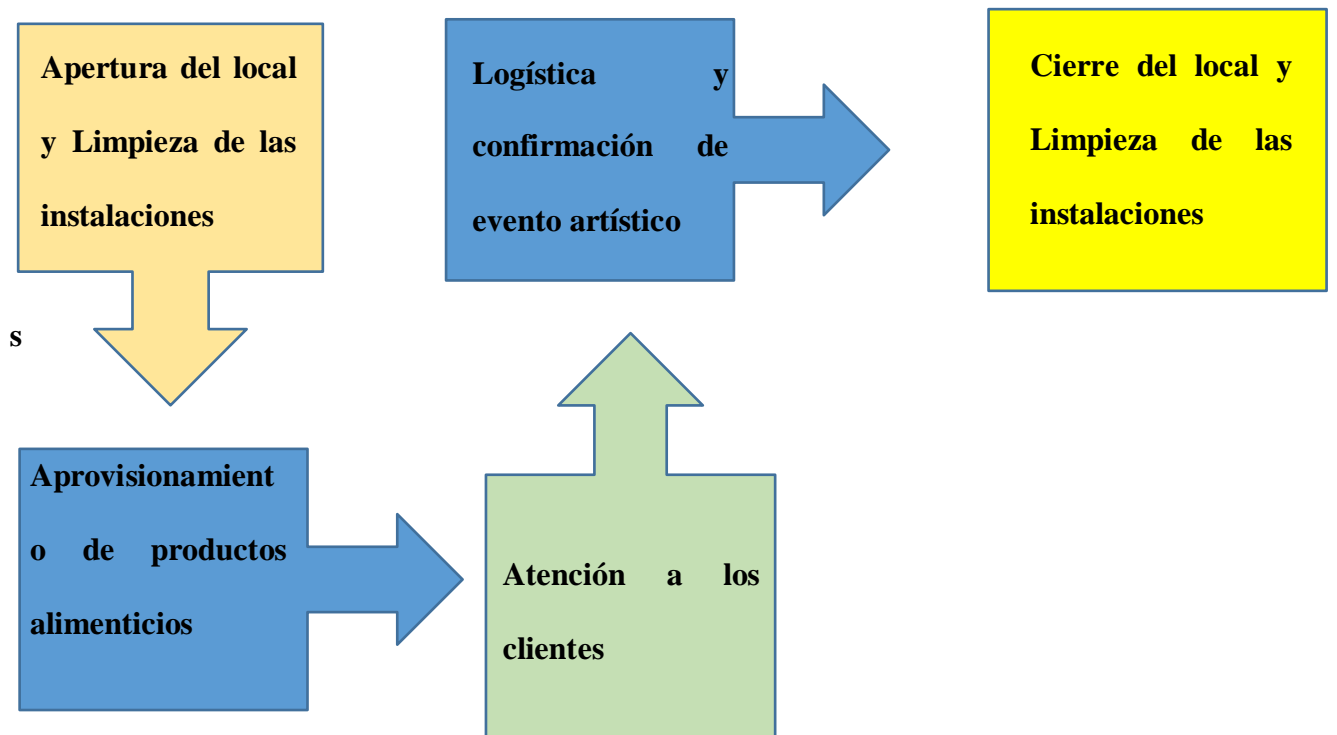 Apertura del local
y Limpieza de las
instalaciones
Logística y
confirmación de
evento artístico
Cierre del local y
Limpieza de las
instalaciones
s
Aprovisionamient
o de productos
alimenticios
Atención a los
clientes